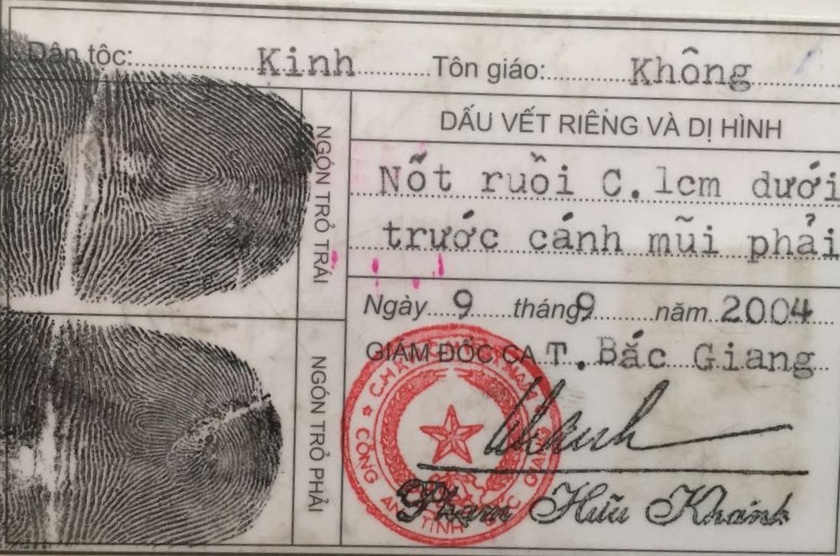 Dân tộc: Kinh Tôn giáo: Không
NGÓN TRỎ TRÁI
DẤU VẾT RIÊNG VÀ DỊ HÌNH
Nốt ruồi C.1cm dưới
trước cánh mũi phải
Ngày 9 tháng 9 năm 2004
NGÓN TRỎ PHẢI
GIÁM ĐỐC CA T. Bắc Giang
CÔNG AN TỈNH
Khánh
Phạm Hữu Khánh